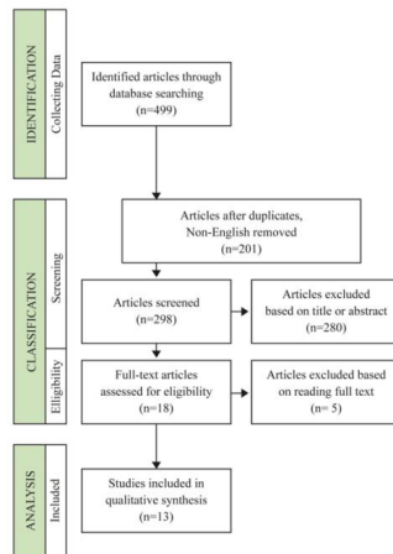 IDENTIFICATION
Collecting Data
Identified articles through
database searching
(n=499)
CLASSIFICATION
Screening
Articles after duplicates,
Non-English removed
(n=201)
Articles screened
(n=298)
Articles excluded
based on title or abstract
(n=280)
Elligibility
Full-text articles
assessed for eligibility
(n=18)
Articles excluded based
on reading full text
(n= 5)
ANALYSIS
Included
Studies included in
qualitative synthesis
(n=13)